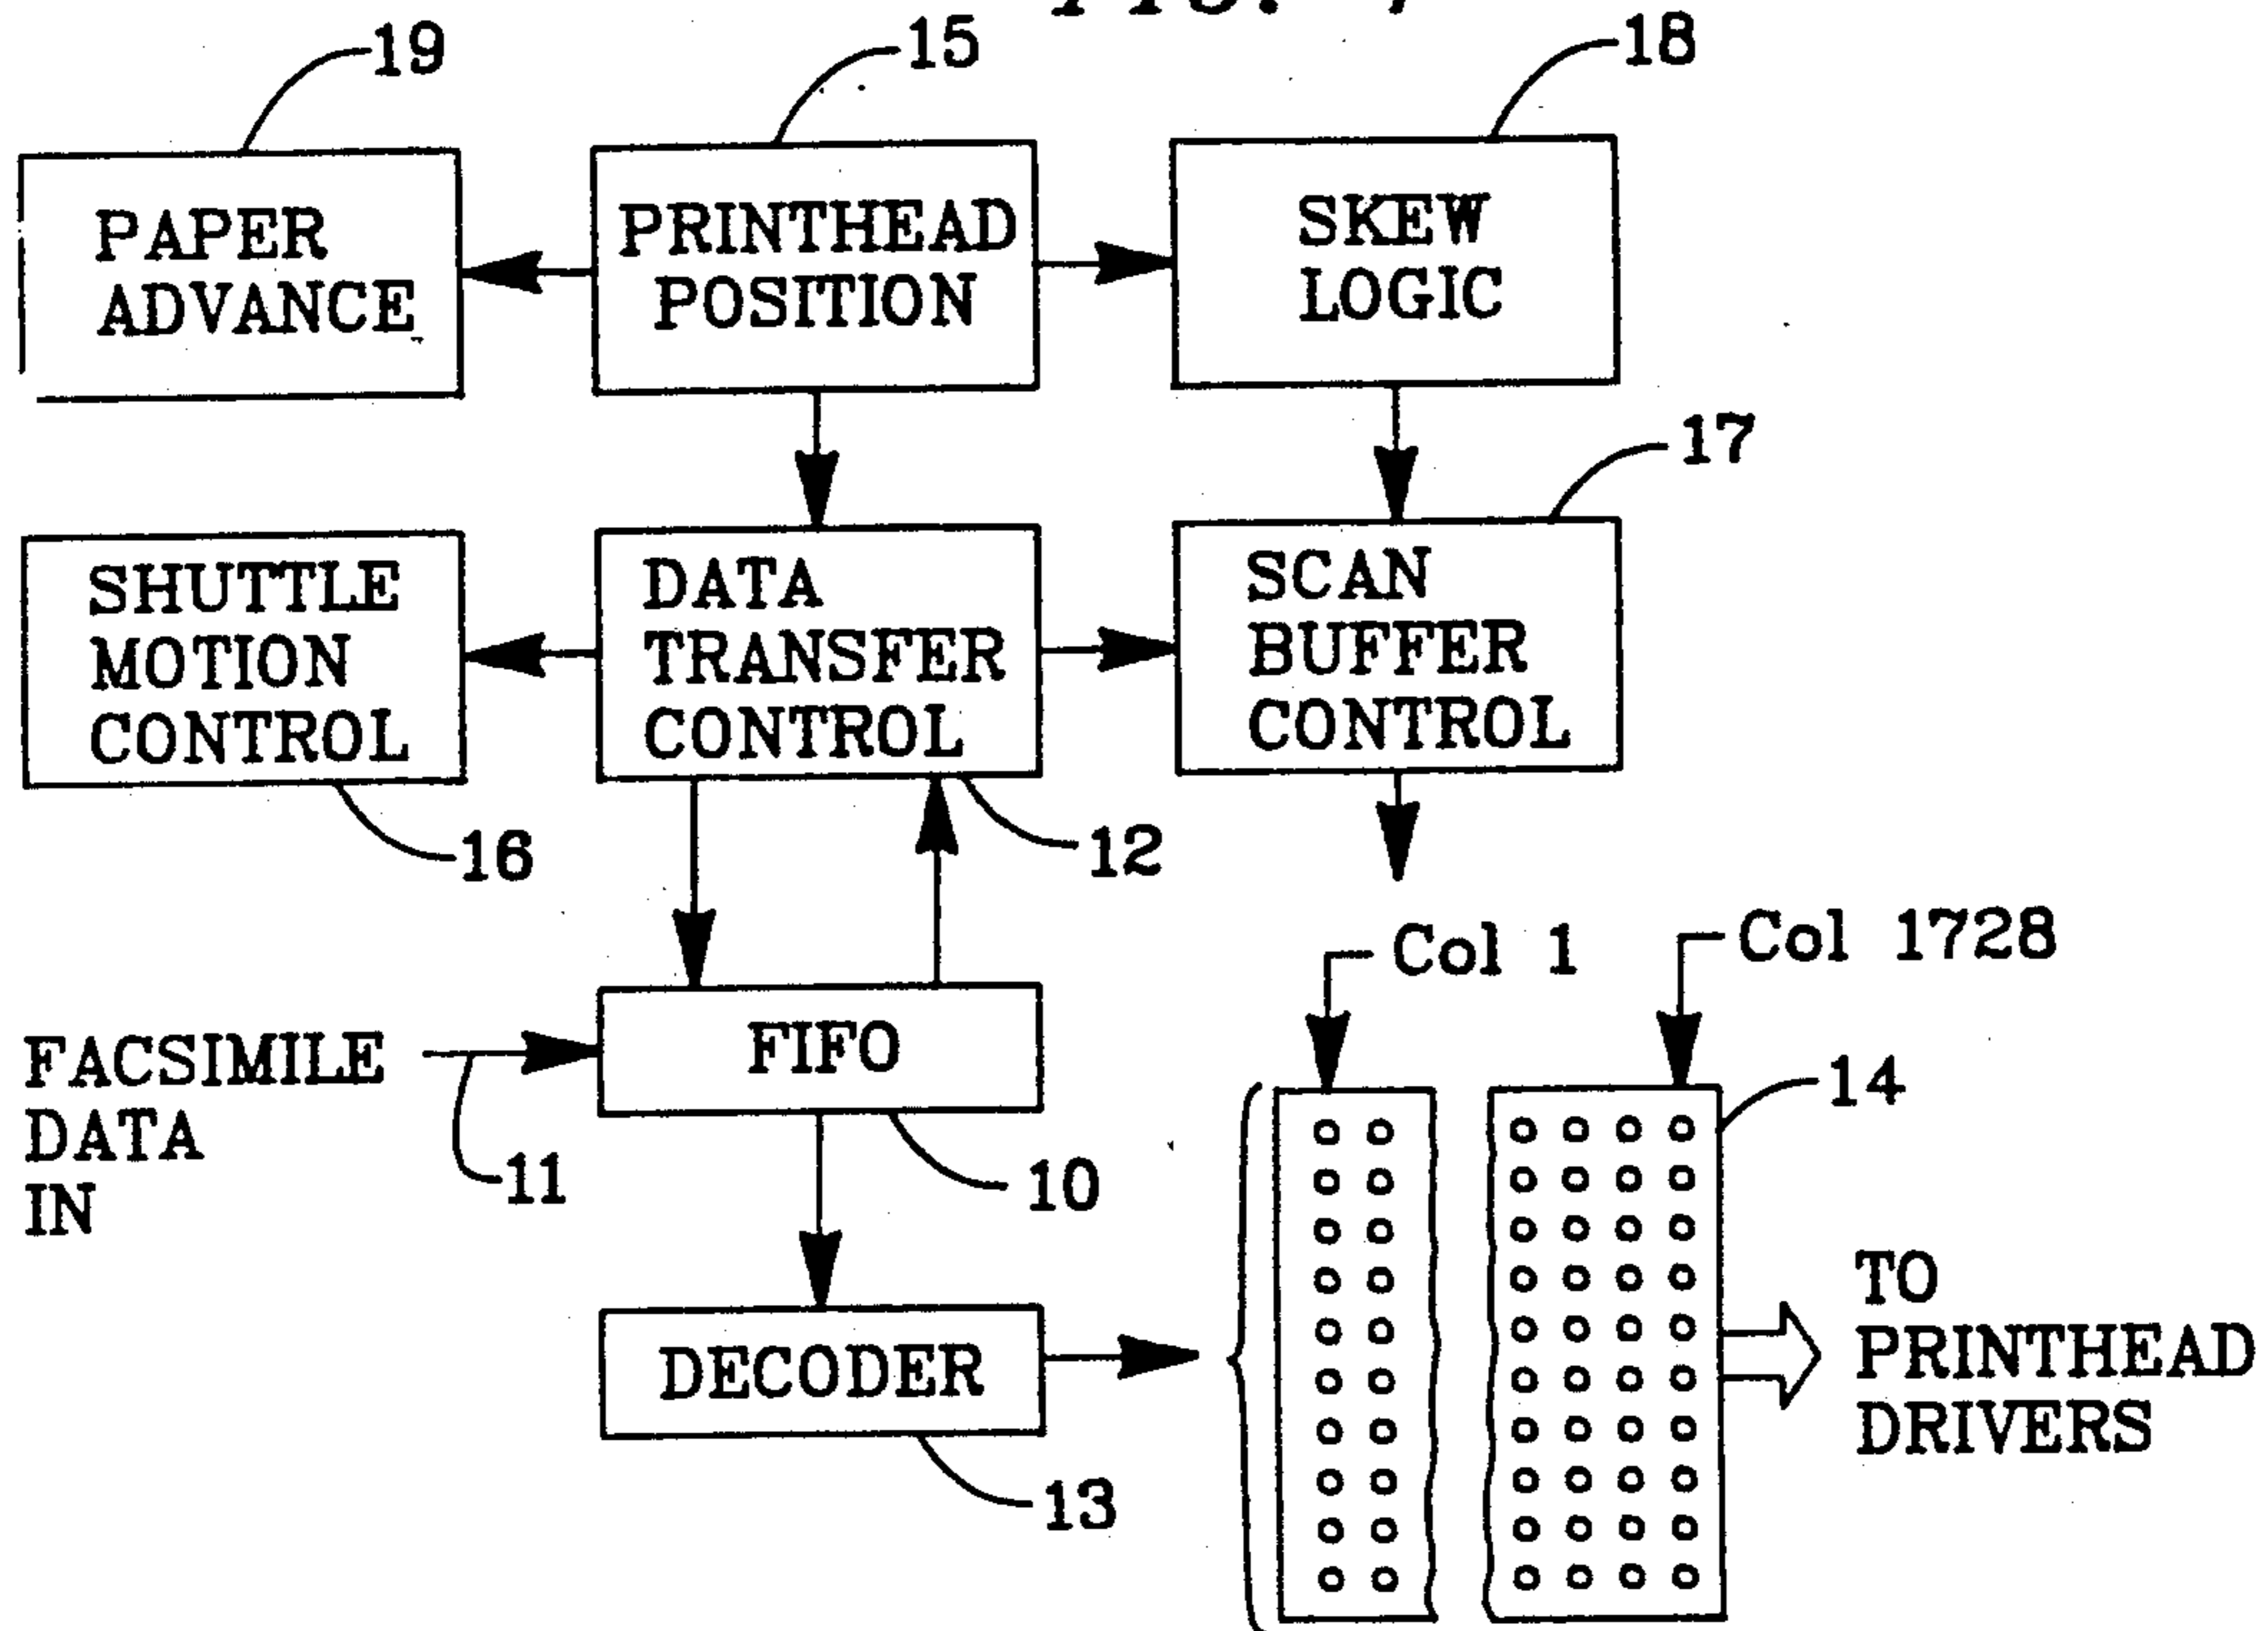 FIG.
19
15
18
PAPER
ADVANCE
PRINTHEAD
POSITION
SKEW
LOGIC
17
SHUTTLE
MOTION
CONTROL
DATA
TRANSFER
CONTROL
SCAN
BUFFER
CONTROL
16
12
Col 1
Col 1728
FACSIMILE
DATA
IN
11
FIFO
10
14
DECODER
13
TO
PRINTHEAD
DRIVERS